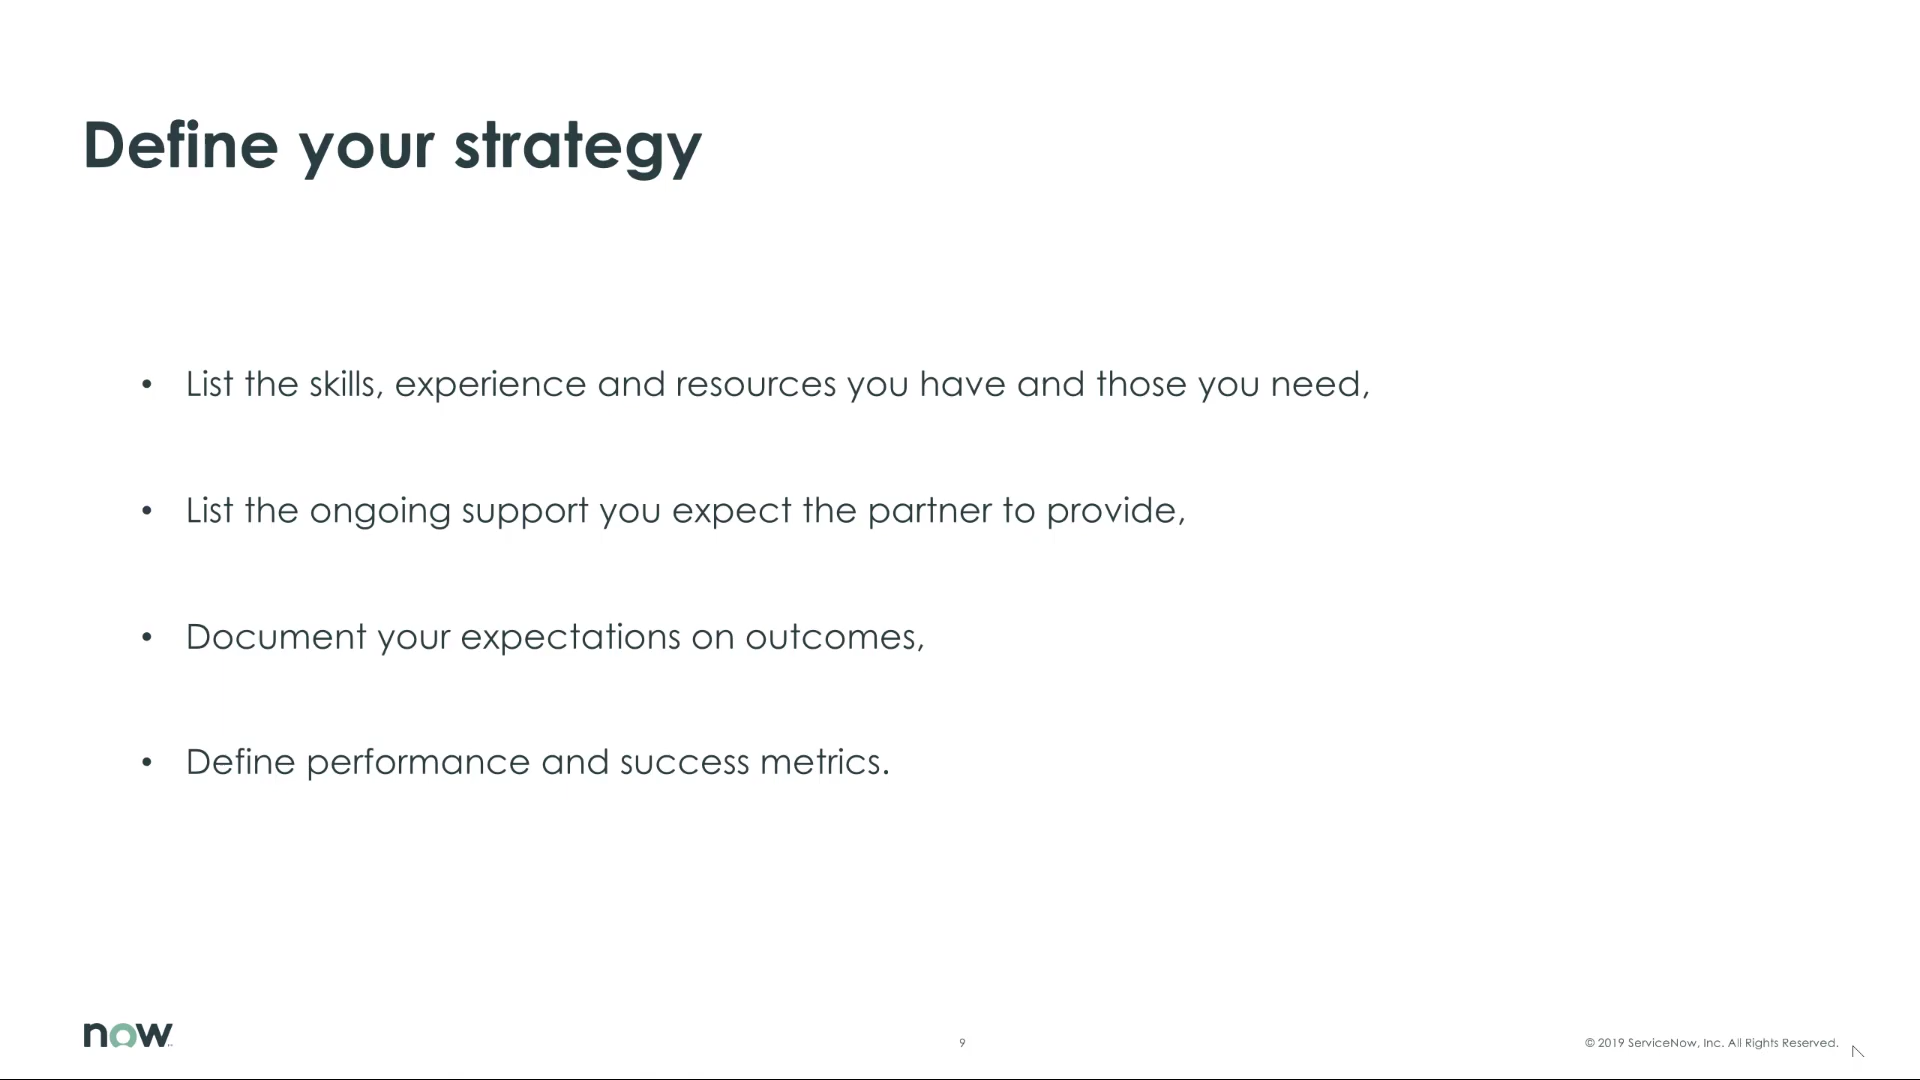 Define your strategy
• List the skills, experience and resources you have and those you need,
• List the ongoing support you expect the partner to provide,
• Document your expectations on outcomes,
• Define performance and success metrics.
now
9
© 2019 ServiceNow, Inc. All Rights Reserved.